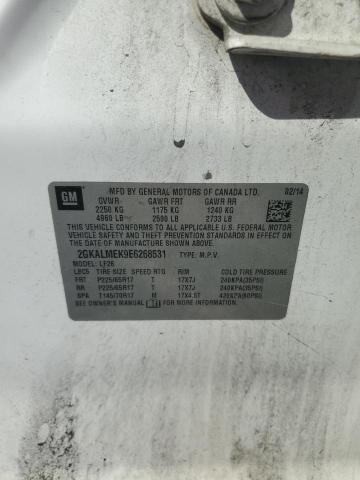 GM
MFD BY GENERAL MOTORS OF CANADA LTD. 02/14
GVWR GAWR FRT GAWR RR
2250 KG 1175 KG 1240 KG
4960 LB 2590 LB 2733 LB
THIS VEHICLE CONFORMS TO ALL APPLICABLE U.S. FEDERAL MOTOR
VEHICLE SAFETY, BUMPER, AND THEFT PREVENTION STANDARDS IN
EFFECT ON THE DATE OF MANUFACTURE SHOWN ABOVE.
2GKALMEK9E6268531 TYPE: M.P.V.
MODEL: LF26
TIRE SIZE SPEED RTG RIM COLD TIRE PRESSURE
FRT P225/65R17 T 17X7J 240KPA(35PSI)
RR P225/65R17 T 17X7J 240KPA(35PSI)
SPA T145/70R17 M 17X4.5T 420KPA(60PSI)
SEE OWNER'S MANUAL FOR ADDITIONAL INFORMATION.